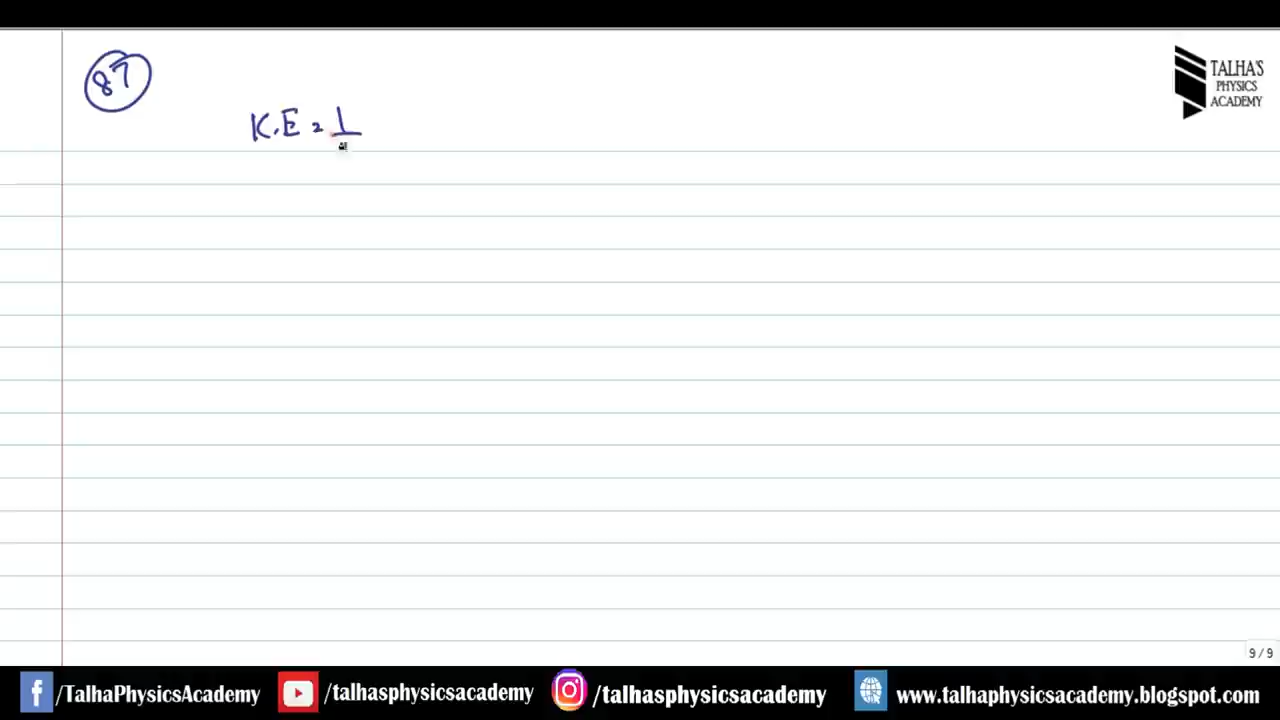 87
TALHA'S
PHYSICS
ACADEMY
K.E = 1
9 / 9
/TalhaPhysicsAcademy
/talhasphysicsacademy
/talhasphysicsacademy
www.talhaphysicsacademy.blogspot.com